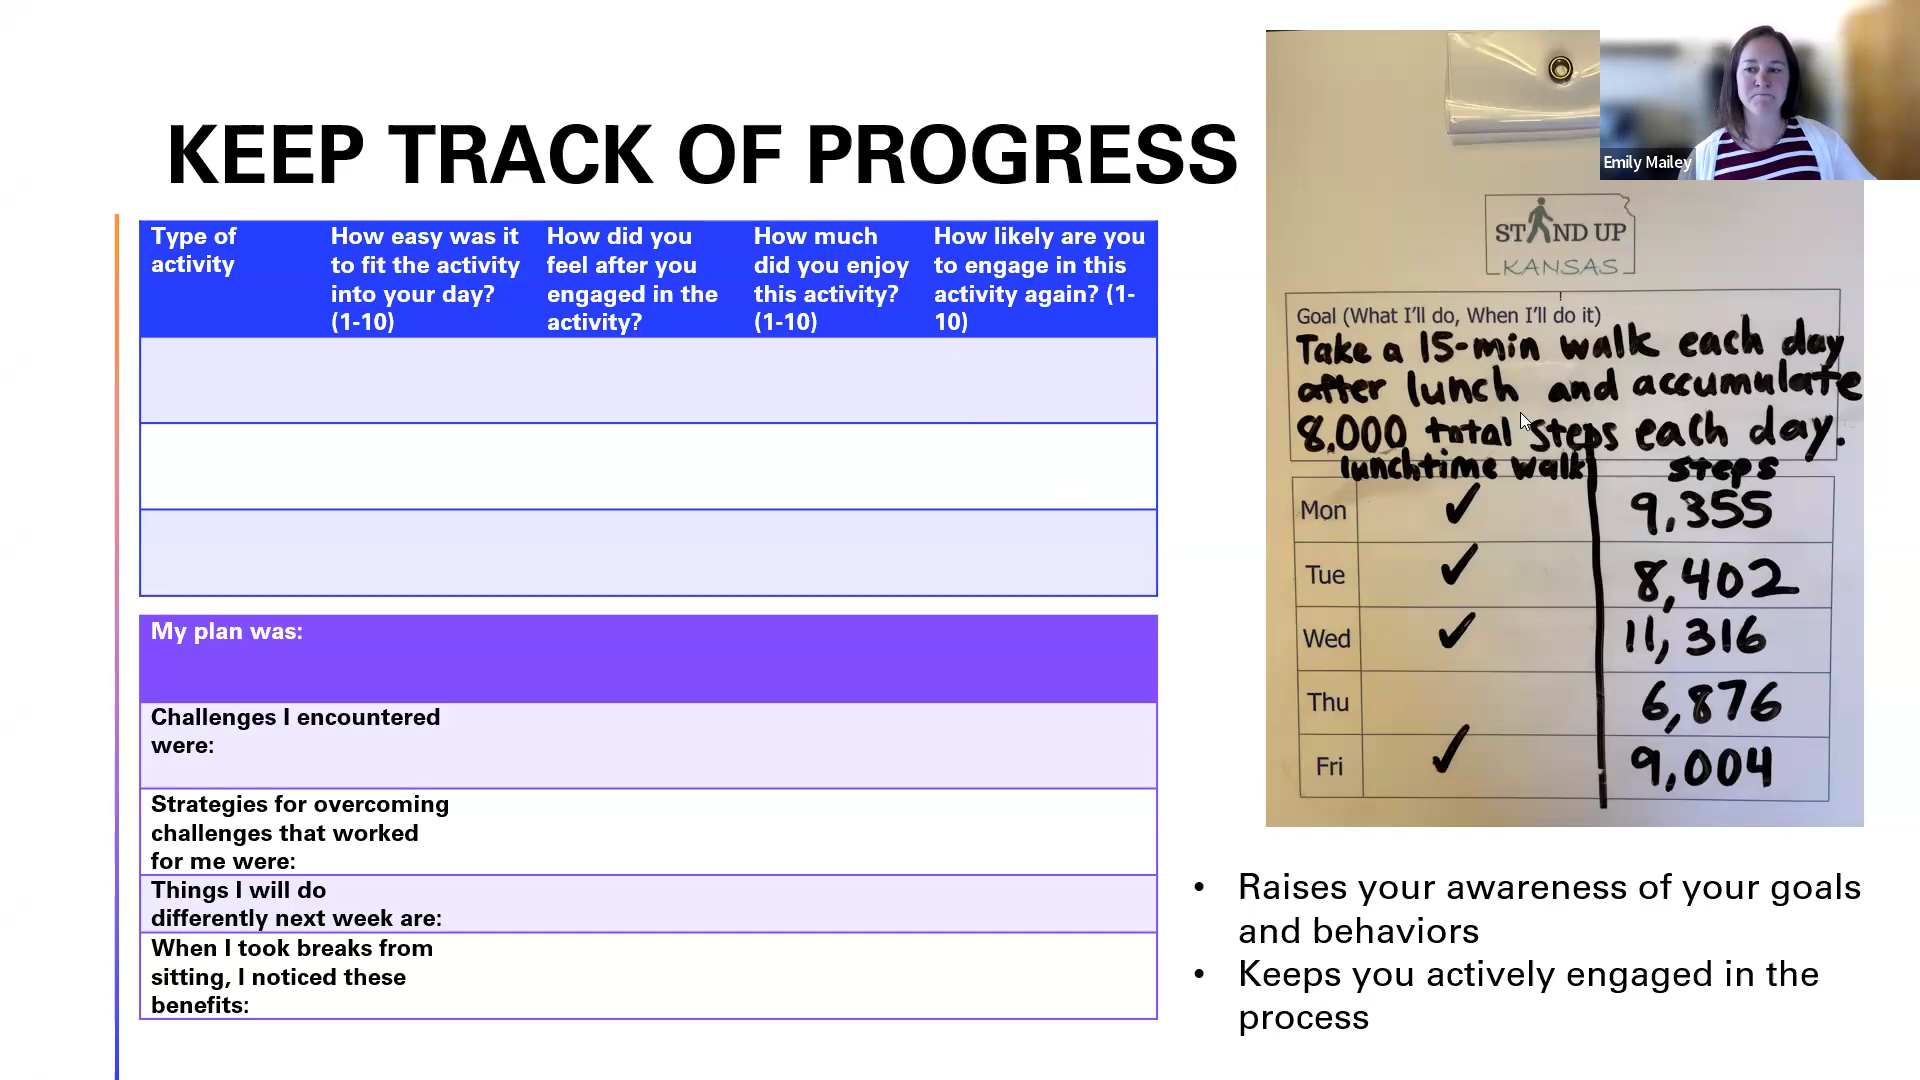 KEEP TRACK OF PROGRESS
Type of
activity
How easy was it
to fit the activity
into your day?
(1-10)
How did you
feel after you
engaged in the
activity?
How much
did you enjoy
this activity?
(1-10)
How likely are you
to engage in this
activity again? (1-
10)
My plan was:
Challenges I encountered
were:
Strategies for overcoming
challenges that worked
for me were:
Things I will do
differently next week are:
When I took breaks from
sitting, I noticed these
benefits:
Emily Mailey
STAND UP
KANSAS
Goal (What I'll do, When I'll do it)
Take a 15-min walk each day
after lunch and accumulate
8,000 total steps each day.
lunchtime walk steps
Mon ✓ 9,355
Tue ✓ 8,402
Wed ✓ 11,316
Thu 6,876
Fri ✓ 9,004
• Raises your awareness of your goals
and behaviors
• Keeps you actively engaged in the
process